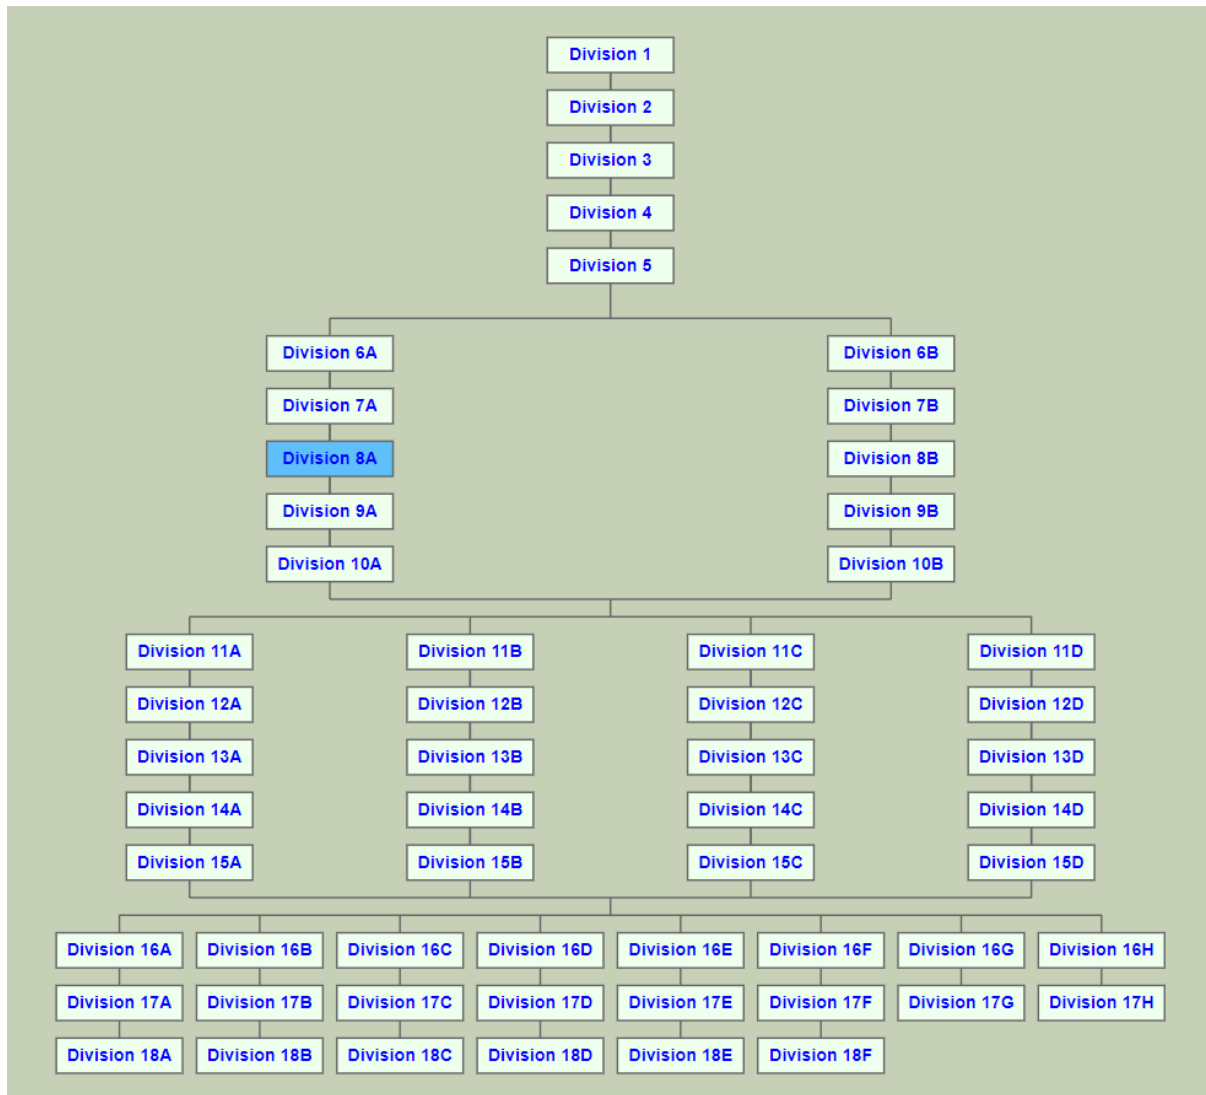 Division 1
Division 2
Division 3
Division 4
Division 5
Division 6A Division 6B
Division 7A Division 7B
Division 8A Division 8B
Division 9A Division 9B
Division 10A Division 10B
Division 11A Division 11B Division 11C Division 11D
Division 12A Division 12B Division 12C Division 12D
Division 13A Division 13B Division 13C Division 13D
Division 14A Division 14B Division 14C Division 14D
Division 15A Division 15B Division 15C Division 15D
Division 16A Division 16B Division 16C Division 16D Division 16E Division 16F Division 16G Division 16H
Division 17A Division 17B Division 17C Division 17D Division 17E Division 17F Division 17G Division 17H
Division 18A Division 18B Division 18C Division 18D Division 18E Division 18F